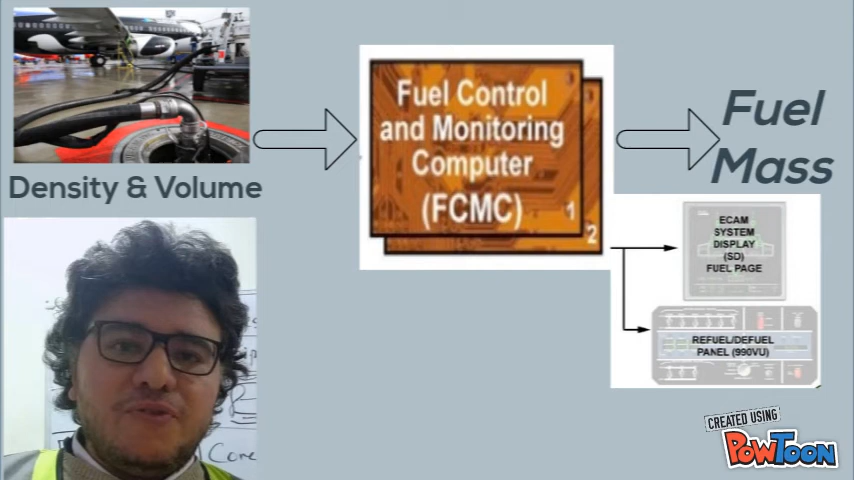 Density & Volume
Fuel Control
and Monitoring
Computer
(FCMC)
1
2
Fuel
Mass
ECAM
SYSTEM
DISPLAY
(SD)
FUEL PAGE
REFUEL/DEFUEL
PANEL (990VU)
Core
CREATED USING
POWTOON